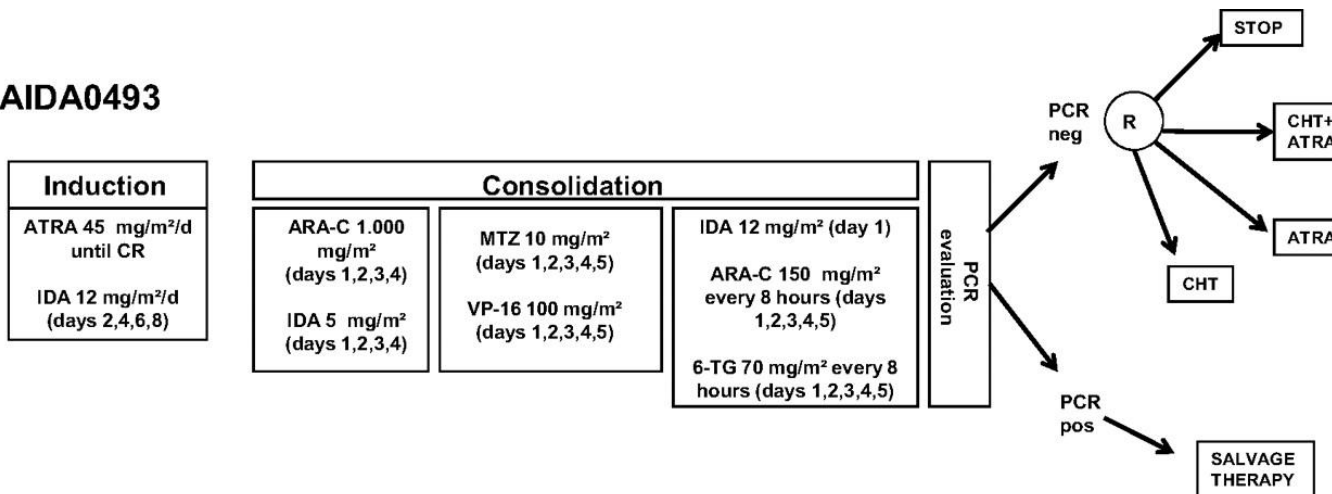 AIDA0493
Induction
ATRA 45 mg/m²/d
until CR
IDA 12 mg/m²/d
(days 2,4,6,8)
Consolidation
ARA-C 1.000
mg/m²
(days 1,2,3,4)
IDA 5 mg/m²
(days 1,2,3,4)
MTZ 10 mg/m²
(days 1,2,3,4,5)
VP-16 100 mg/m²
(days 1,2,3,4,5)
IDA 12 mg/m² (day 1)
ARA-C 150 mg/m²
every 8 hours (days
1,2,3,4,5)
6-TG 70 mg/m² every 8
hours (days 1,2,3,4,5)
PCR
evaluation
PCR
neg
R
STOP
CHT+
ATRA
ATRA
CHT
PCR
pos
SALVAGE
THERAPY